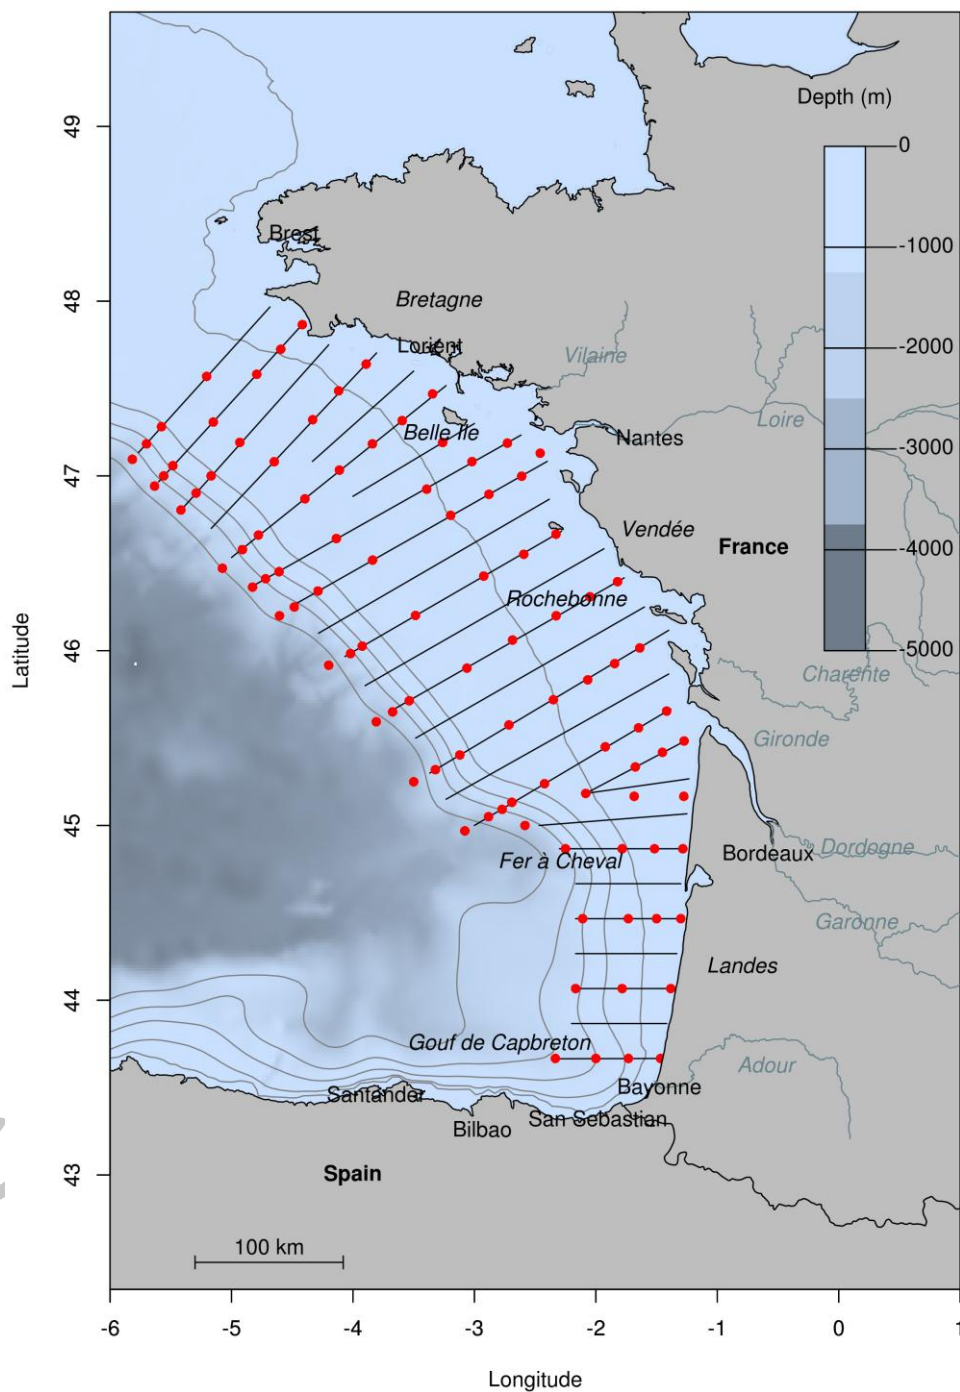 Depth (m)
0
-1000
-2000
-3000
-4000
-5000
49
48
47
46
45
44
43
Latitude
Brest
Bretagne
Lorient
Vilaine
Loire
Belle Ile
Nantes
Vendée
France
Rochebonne
Charente
Gironde
Fer à Cheval
Bordeaux
Dordogne
Garonne
Landes
Gouf de Capbreton
Adour
Bayonne
Santander
San Sebastian
Bilbao
Spain
100 km
-6
-5
-4
-3
-2
-1
0
1
Longitude